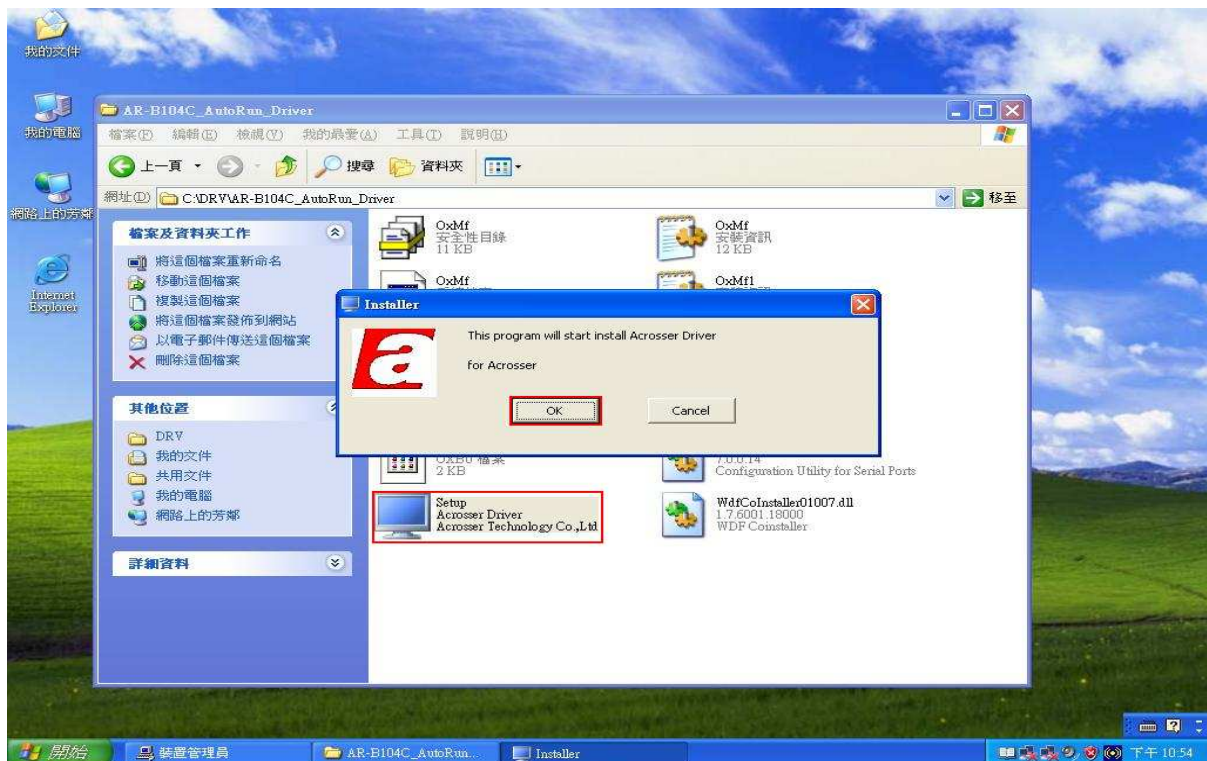 我的文件
我的電腦
網路上的芳鄰
Internet
Explorer
AR-B104C_AutoRun_Driver
檔案(F) 編輯(E) 檢視(V) 我的最愛(A) 工具(T) 說明(H)
上一頁 搜尋 資料夾
網址(D) C:\DRV\AR-B104C_AutoRun_Driver 移至
檔案及資料夾工作
將這個檔案重新命名
移動這個檔案
複製這個檔案
將這個檔案發佈到網站
以電子郵件傳送這個檔案
刪除這個檔案
其他位置
DRV
我的文件
共用文件
我的電腦
網路上的芳鄰
詳細資料
OxMf
安全性目錄
11 KB
OxMf
安裝資訊
12 KB
OxMf
OxMf1
Installer
a
This program will start install Acrosser Driver
for Acrosser
OK Cancel
2 KB
7.0.0.14
Configuration Utility for Serial Ports
Setup
Acrosser Driver
Acrosser Technology Co.,Ltd
WdfCoInstaller01007.dll
1.7.6001.18000
WDF Coinstaller
開始
裝置管理員
AR-B104C_AutoRun...
Installer
下午 10:54